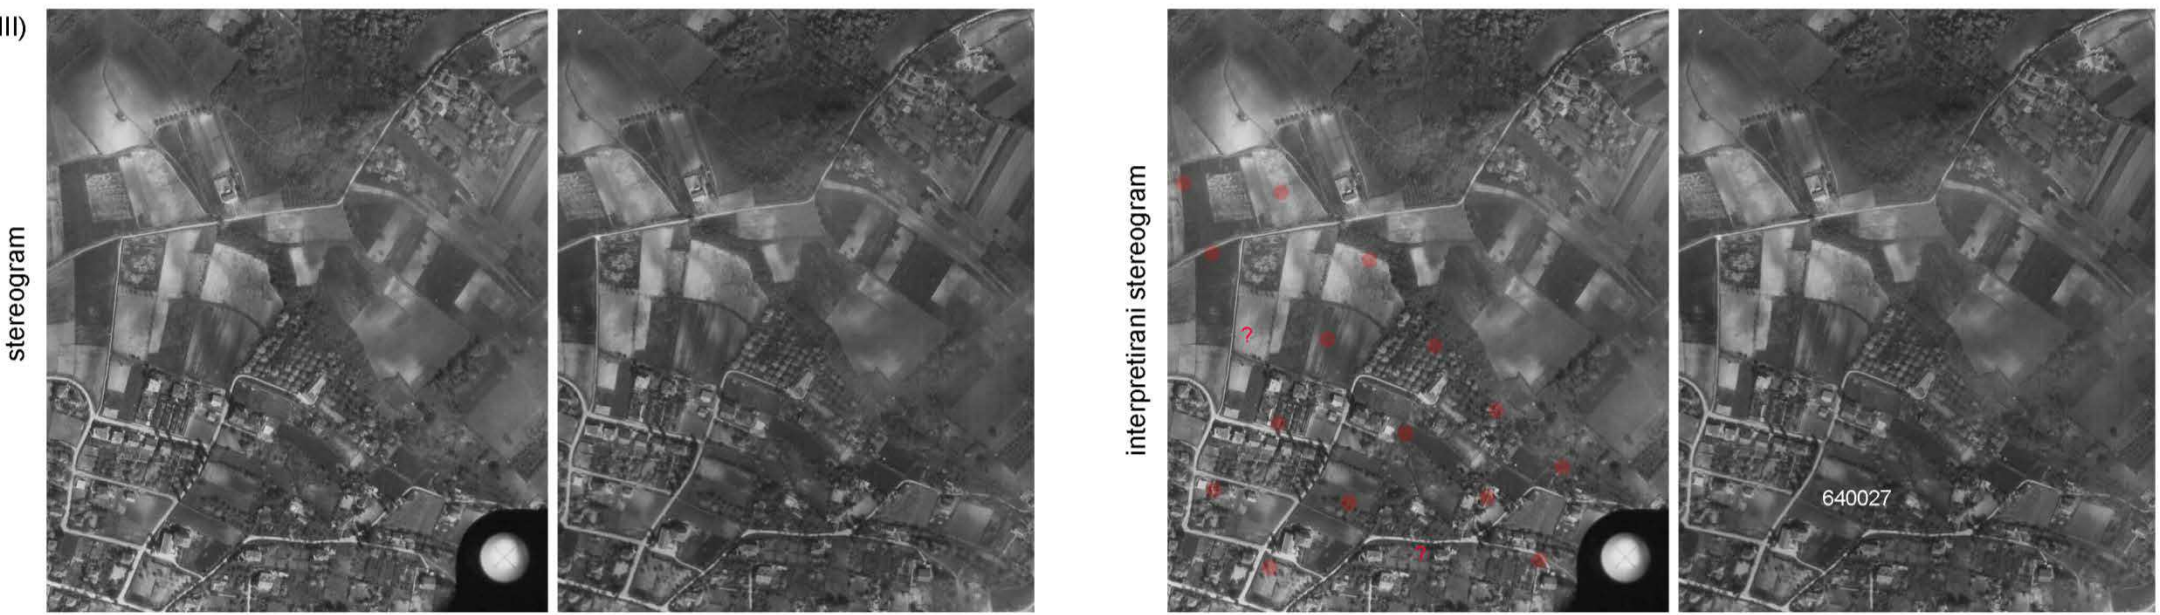 III)
stereogram
interpretirani stereogram
?
?
640027